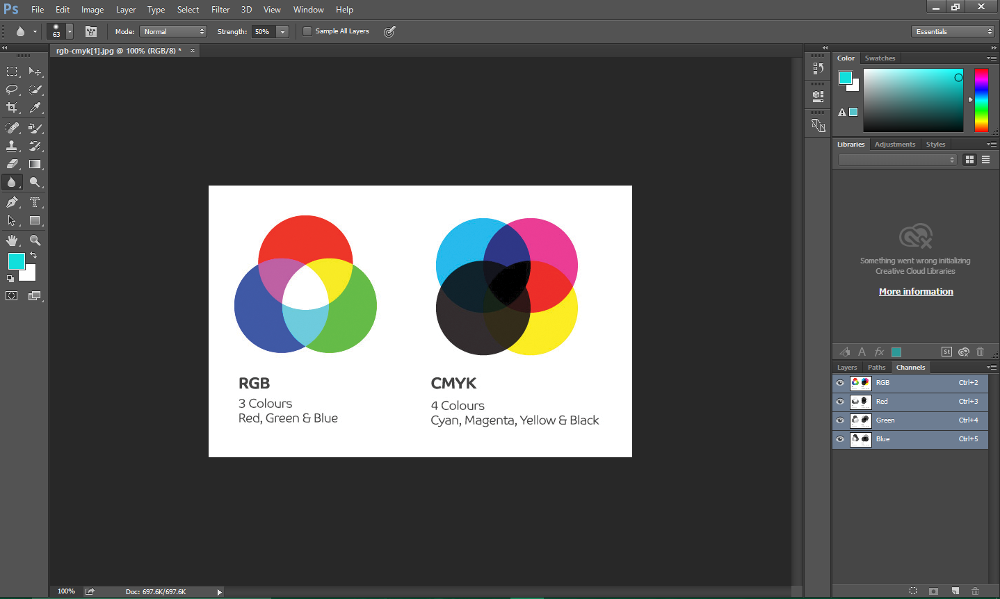 Ps File Edit Image Layer Type Select Filter 3D View Window Help
63 Mode: Normal Strength: 50% Sample All Layers Essentials
rgb-cmyk[1].jpg @ 100% (RGB/8) * ×
Color Swatches
Libraries Adjustments Styles
Something went wrong initializing
Creative Cloud Libraries
More information
RGB
3 Colours
Red, Green & Blue
CMYK
4 Colours
Cyan, Magenta, Yellow & Black
A fx St
Layers Paths Channels
RGB Ctrl+2
Red Ctrl+3
Green Ctrl+4
Blue Ctrl+5
100% Doc: 697.6K/697.6K